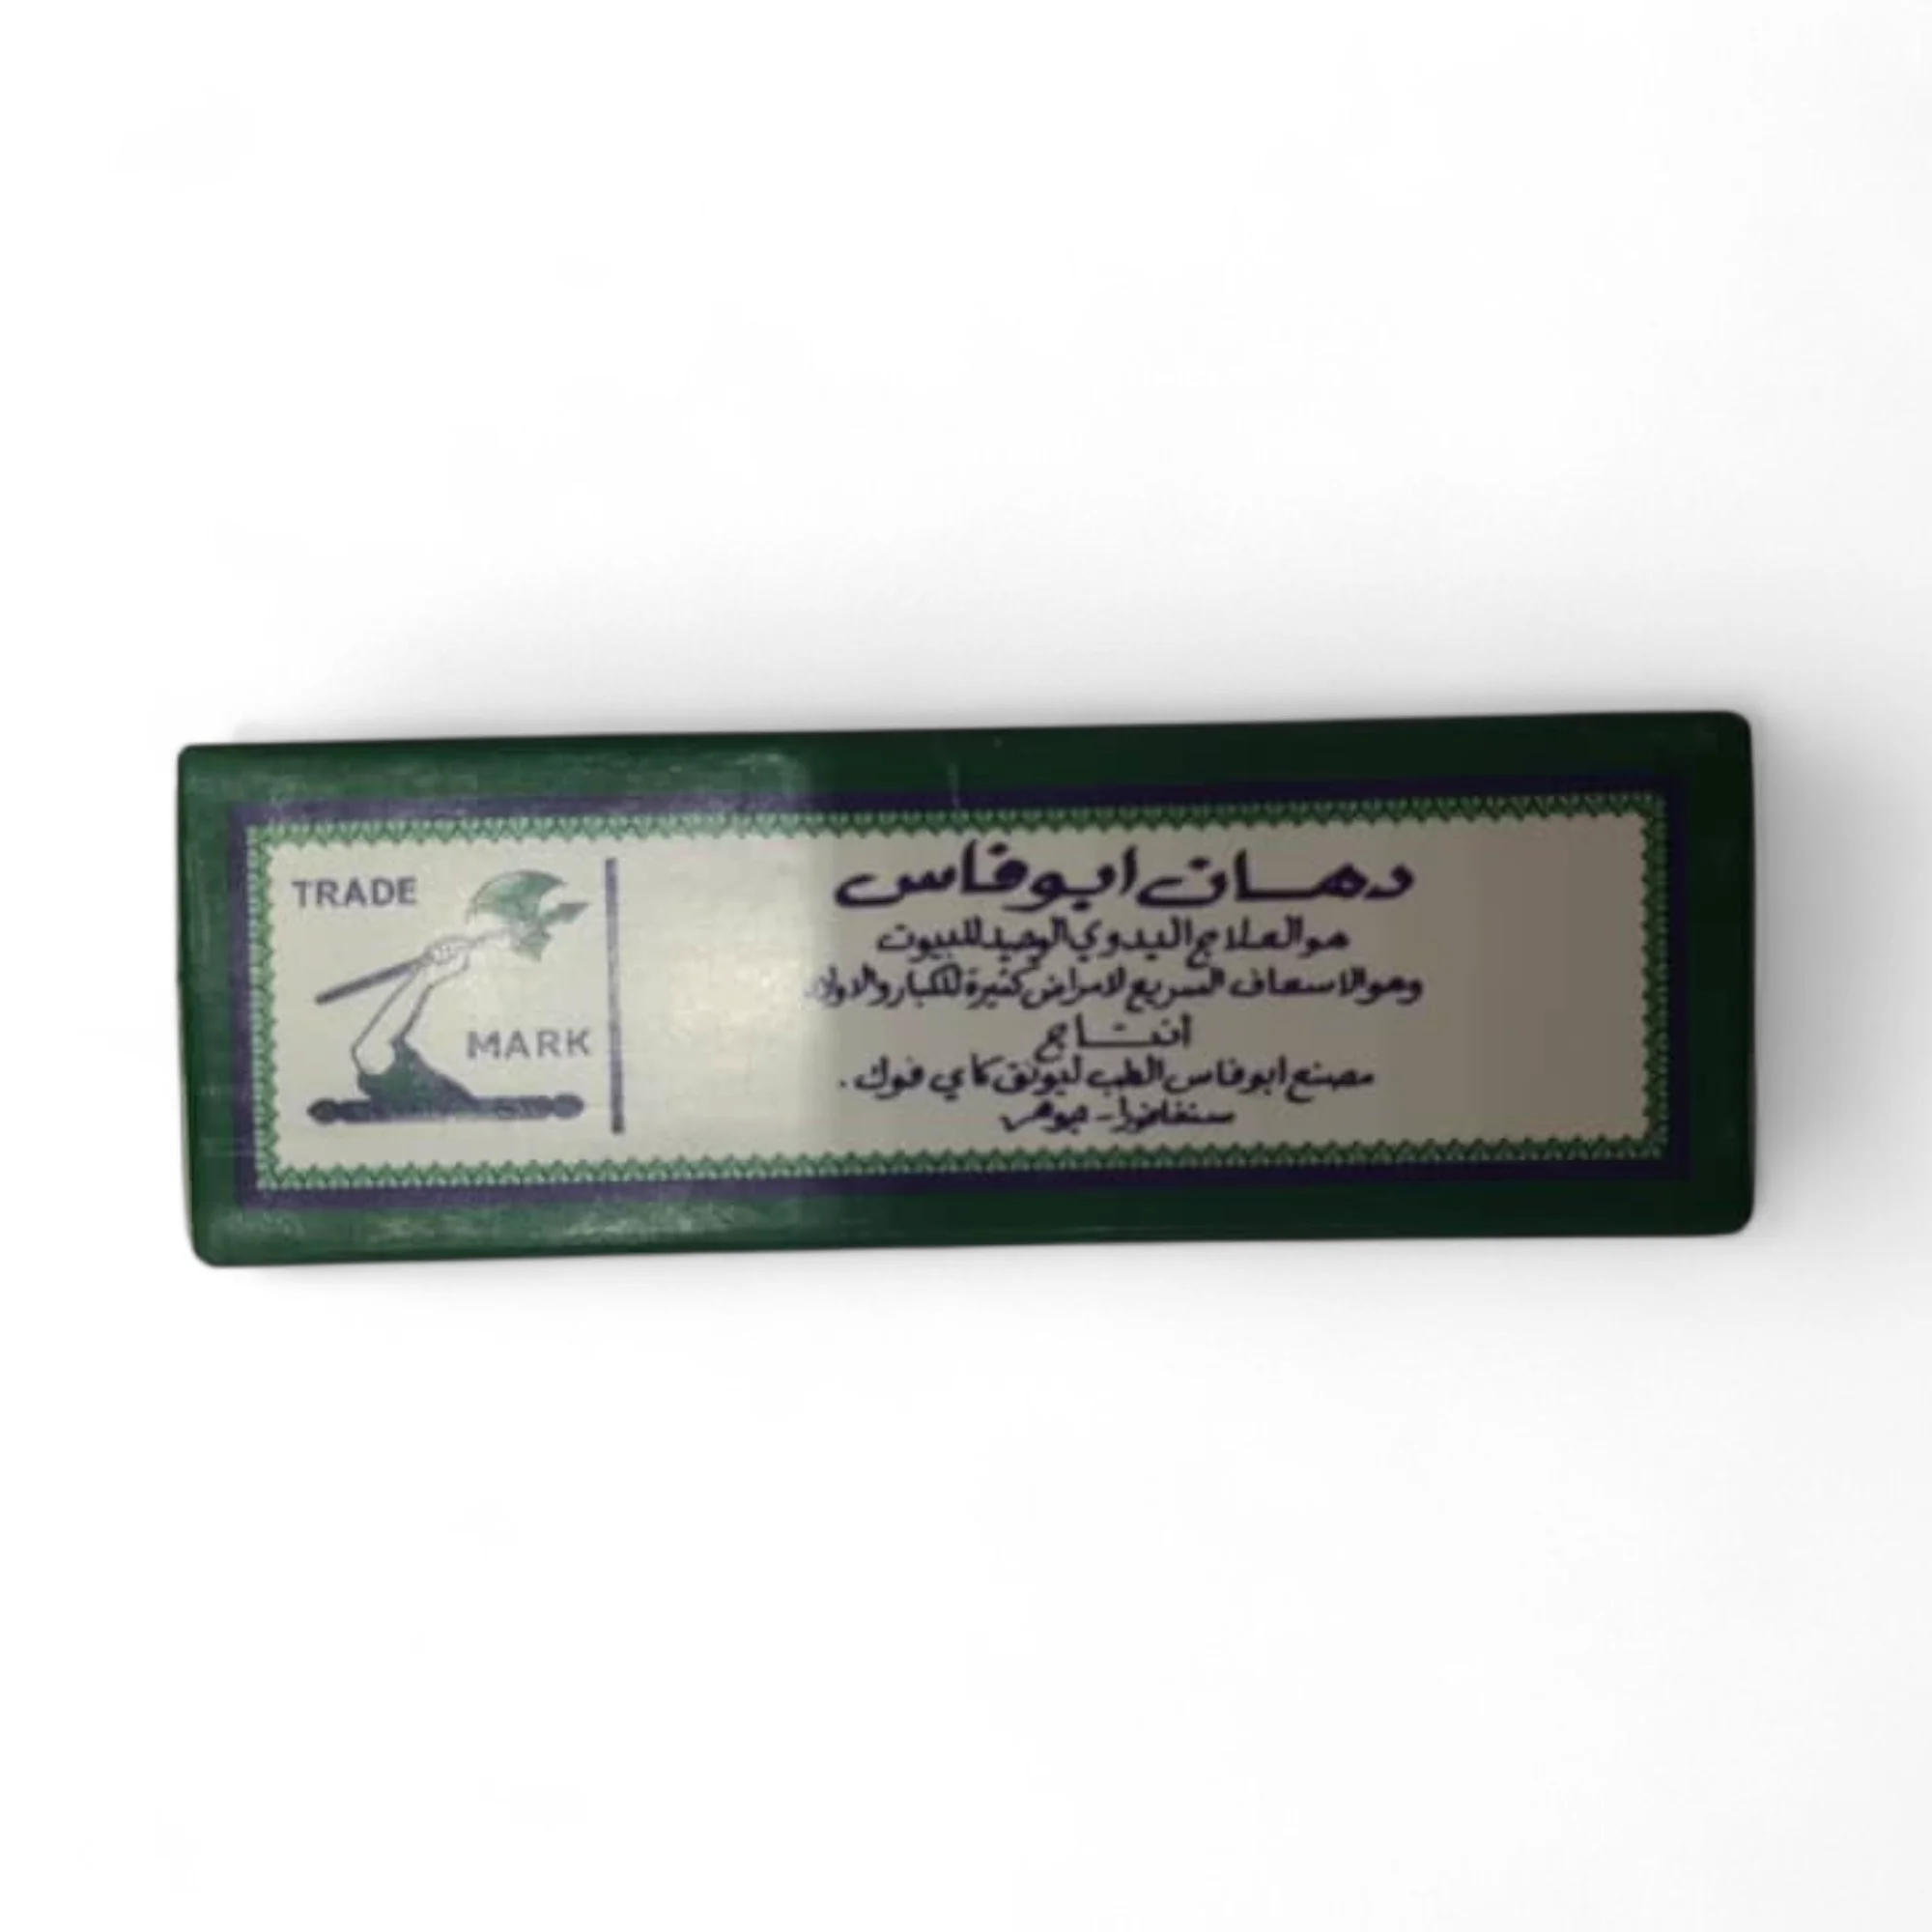 TRADE
MARK
دهان ابوفاس
هو العلاج اليدوي الوحيد للبيوت
وهو الاسعاف السريع لامراض كثيرة للكبار والاولاد
انتاج
مصنع ابوفاس الطب ليونق كاي فوك .
سنغافورا - جوهر